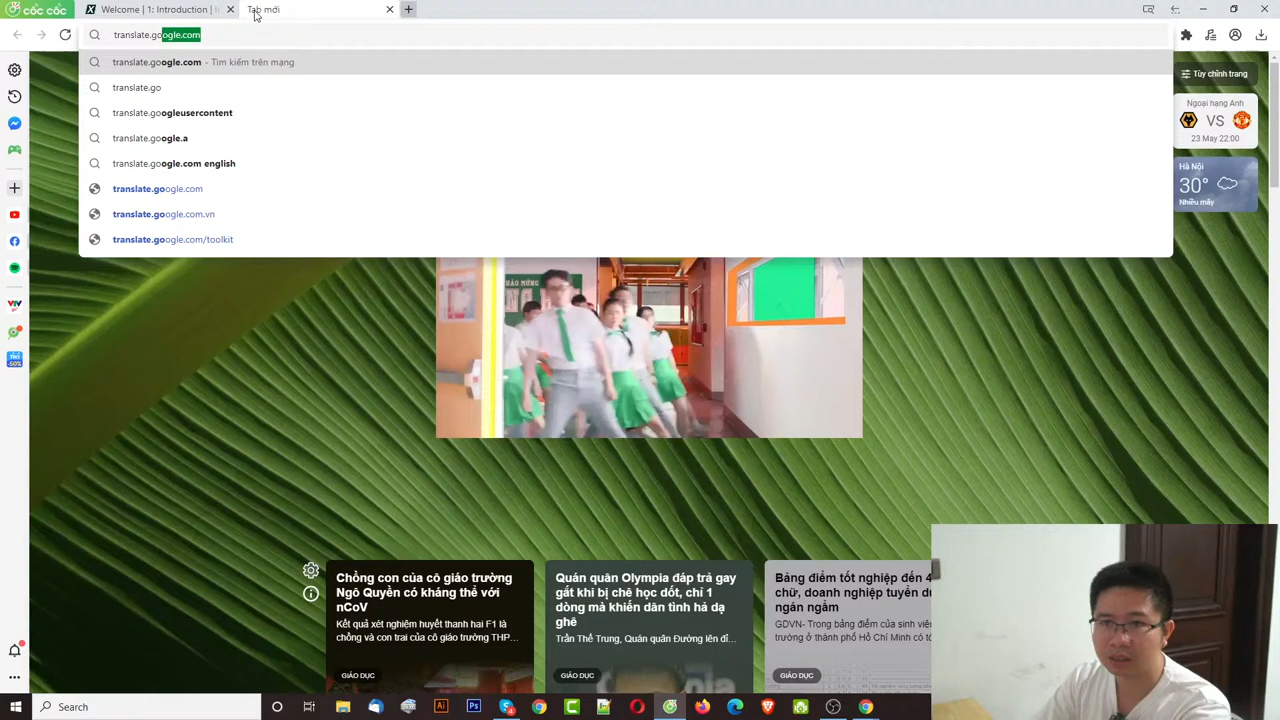 cốc cốc
Welcome | 1: Introduction |
Tab mới
translate.google.com
translate.google.com - Tìm kiếm trên mạng
translate.go
translate.googleusercontent
translate.google.a
translate.google.com english
translate.google.com
translate.google.com.vn
translate.google.com/toolkit
Tùy chỉnh trang
Ngoại hạng Anh
VS
23 May 22:00
Hà Nội
30°
Nhiều mây
VTV
TIKI
-50%
Chồng con của cô giáo trường
Ngô Quyền có kháng thể với
nCoV
Kết quả xét nghiệm huyết thanh hai F1 là
chồng và con trai của cô giáo trường THP...
GIÁO DỤC
Quán quân Olympia đáp trả gay
gắt khi bị chê học dốt, chỉ 1
dòng mà khiến dân tình hả dạ
ghê
Trần Thế Trung, Quán quân Đường lên đỉ...
GIÁO DỤC
Bảng điểm tốt nghiệp đến 4
chữ, doanh nghiệp tuyển dụ
ngán ngẩm
GDVN- Trong bảng điểm của sinh viên
trường ở thành phố Hồ Chí Minh có tớ
GIÁO DỤC
Search
Ai
Ps